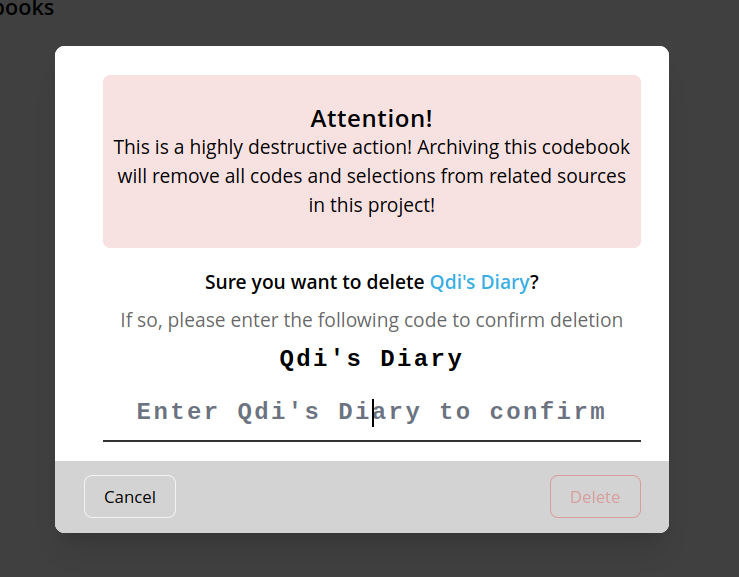 Attention!
This is a highly destructive action! Archiving this codebook
will remove all codes and selections from related sources
in this project!
Sure you want to delete Qdi's Diary?
If so, please enter the following code to confirm deletion
Qdi's Diary
Enter Qdi's Diary to confirm
Cancel
Delete